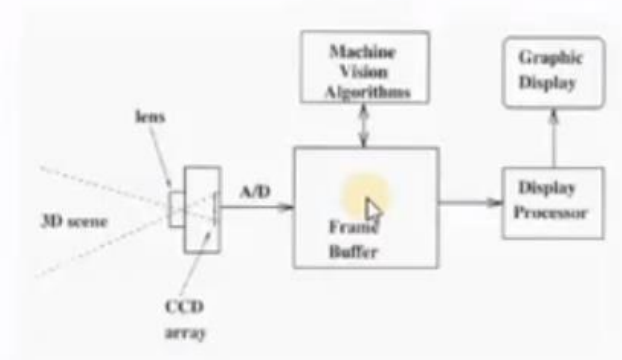 Machine
Vision
Algorithms
Graphic
Display
lens
A/D
3D scene
Frame
Buffer
Display
Processor
CCD
array